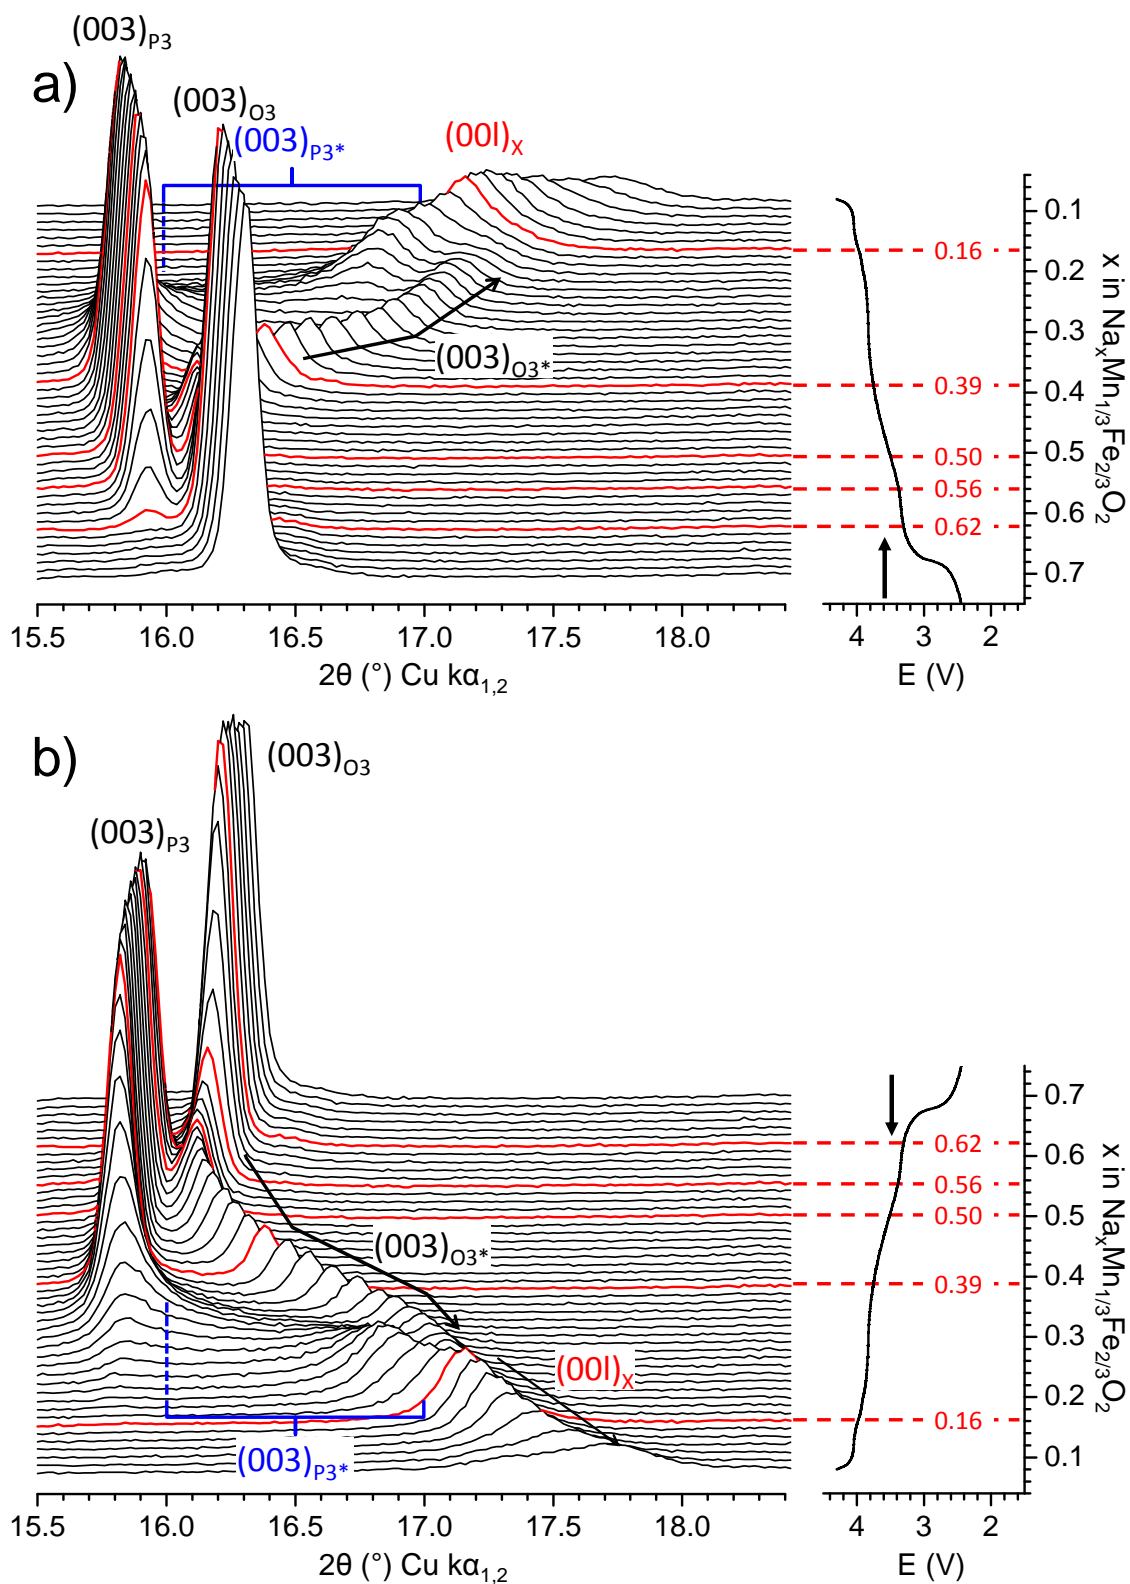 a)
(003)P3
(003)O3
(003)P3*
(00l)X
(003)O3*
0.16
0.39
0.50
0.56
0.62
0.1
0.2
0.3
0.4
0.5
0.6
0.7
x in NaxMn1/3Fe2/3O2
15.5 16.0 16.5 17.0 17.5 18.0
2θ (°) Cu kα1,2
4 3 2
E (V)
b)
(003)O3
(003)P3
(003)O3*
(00l)X
(003)P3*
0.62
0.56
0.50
0.39
0.16
0.7
0.6
0.5
0.4
0.3
0.2
0.1
x in NaxMn1/3Fe2/3O2
15.5 16.0 16.5 17.0 17.5 18.0
2θ (°) Cu kα1,2
4 3 2
E (V)